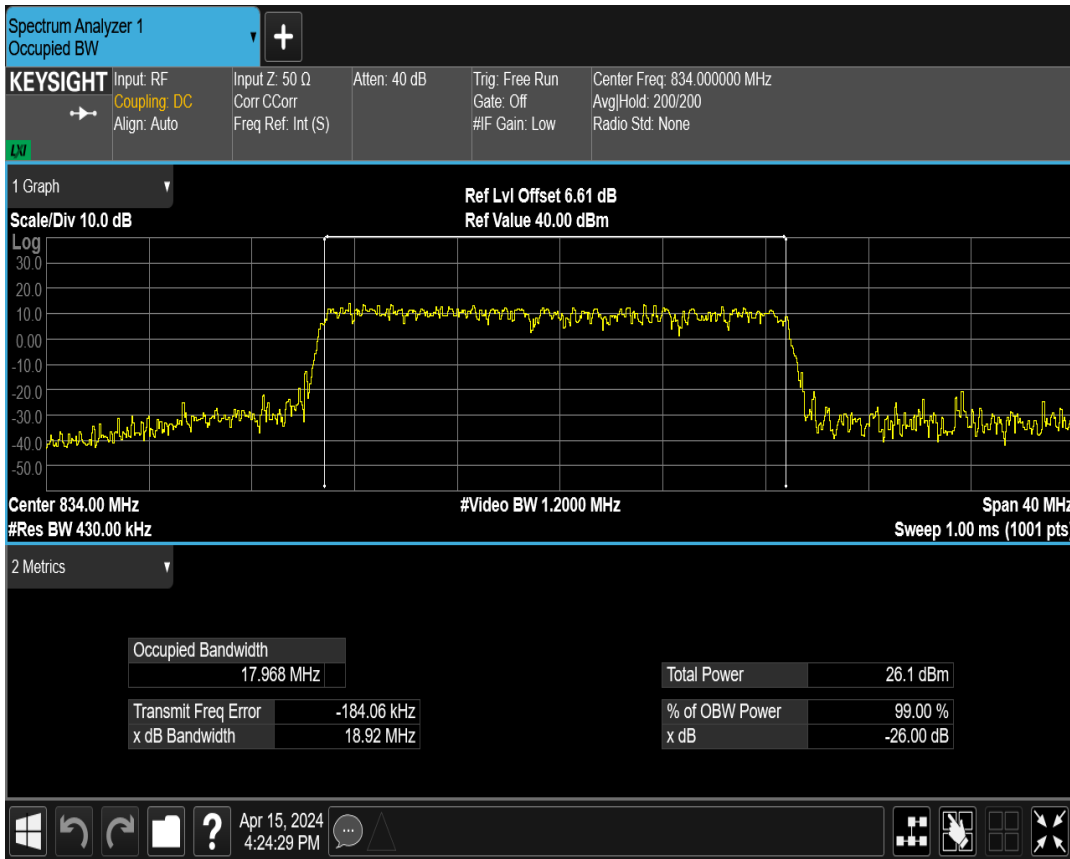 Spectrum Analyzer 1
Occupied BW
+
KEYSIGHT
LXI
Input: RF
Coupling: DC
Align: Auto
Input Z: 50 Ω
Corr CCorr
Freq Ref: Int (S)
Atten: 40 dB
Trig: Free Run
Gate: Off
#IF Gain: Low
Center Freq: 834.000000 MHz
Avg|Hold: 200/200
Radio Std: None
1 Graph
Scale/Div 10.0 dB
Ref Lvl Offset 6.61 dB
Ref Value 40.00 dBm
Log
30.0
20.0
10.0
0.00
-10.0
-20.0
-30.0
-40.0
-50.0
Center 834.00 MHz
#Res BW 430.00 kHz
#Video BW 1.2000 MHz
Span 40 MHz
Sweep 1.00 ms (1001 pts)
2 Metrics
Occupied Bandwidth
17.968 MHz
Transmit Freq Error -184.06 kHz
x dB Bandwidth 18.92 MHz
Total Power 26.1 dBm
% of OBW Power 99.00 %
x dB -26.00 dB
?
Apr 15, 2024
4:24:29 PM